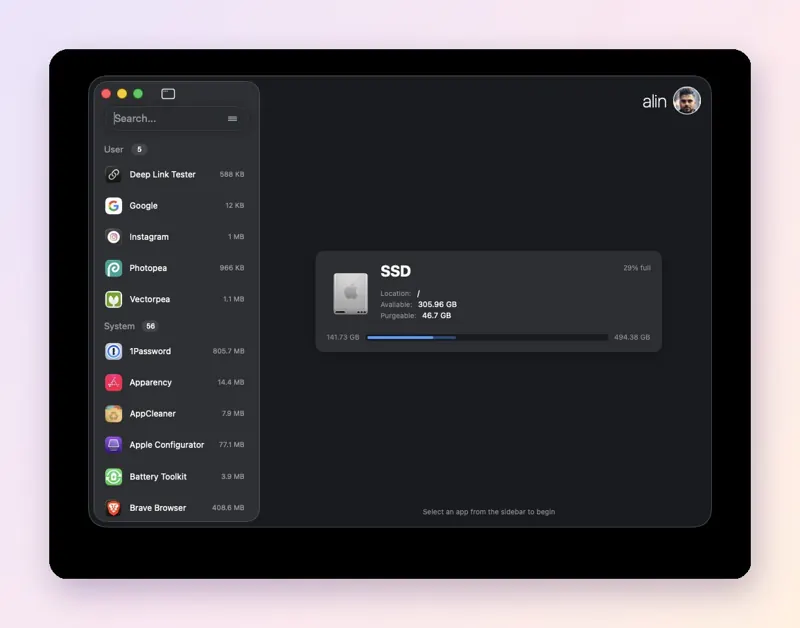 Search...
User 5
Deep Link Tester 588 KB
Google 12 KB
Instagram 1 MB
Photopea 966 KB
Vectorpea 1.1 MB
System 56
1Password 805.7 MB
Apparency 14.4 MB
AppCleaner 7.9 MB
Apple Configurator 77.1 MB
Battery Toolkit 3.9 MB
Brave Browser 408.6 MB
alin
SSD
29% full
Location: /
Available: 305.96 GB
Purgeable: 46.7 GB
141.73 GB 494.38 GB
Select an app from the sidebar to begin